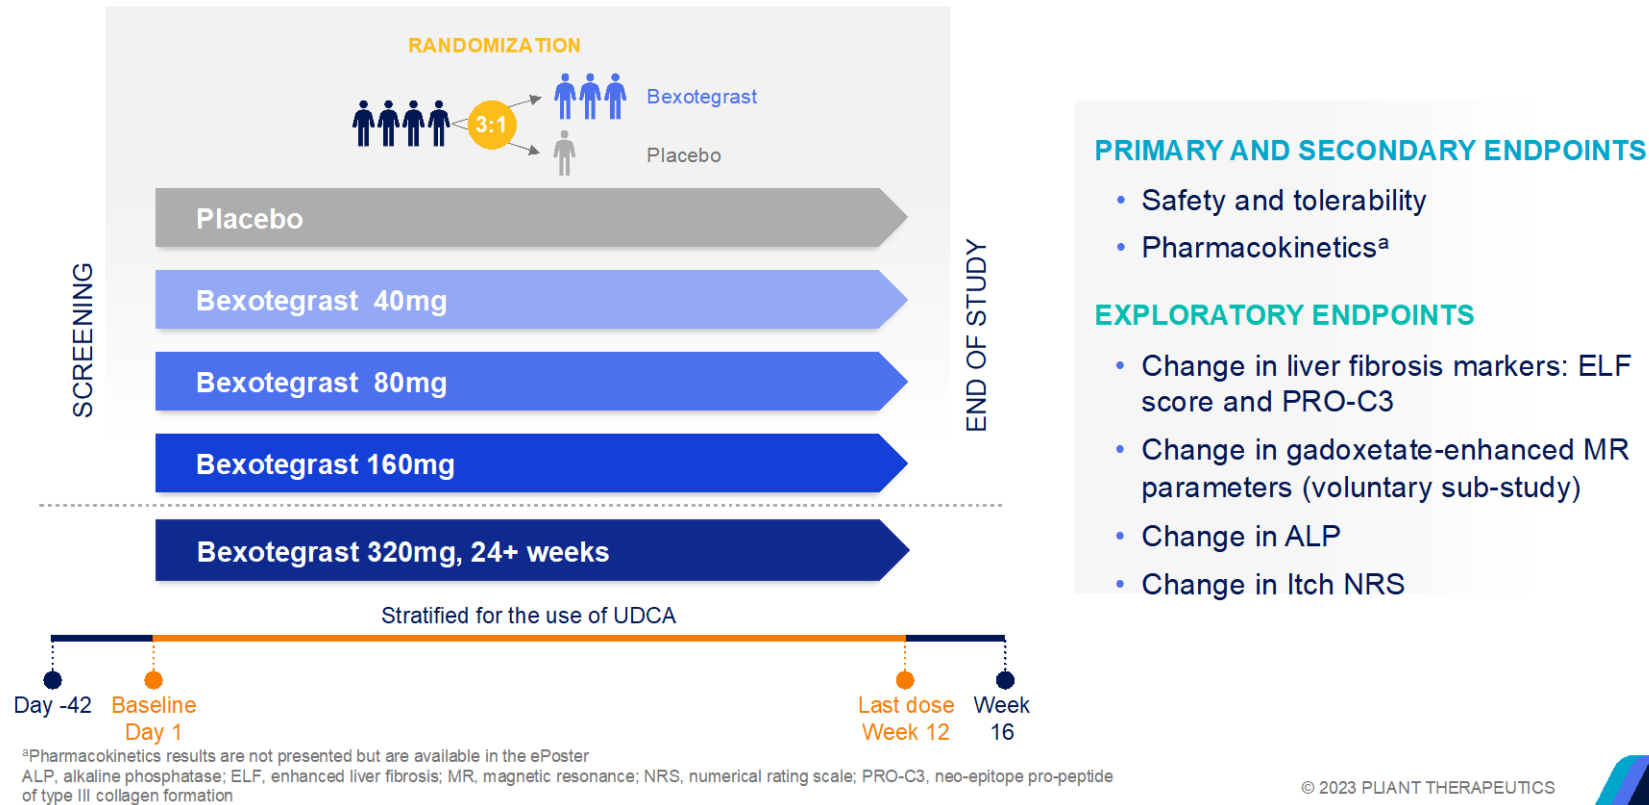 RANDOMIZATION
3:1
Bexotegrast
Placebo
SCREENING
Placebo
Bexotegrast 40mg
Bexotegrast 80mg
Bexotegrast 160mg
Bexotegrast 320mg, 24+ weeks
END OF STUDY
Stratified for the use of UDCA
Day -42
Baseline
Day 1
Last dose
Week 12
Week
16
PRIMARY AND SECONDARY ENDPOINTS
• Safety and tolerability
• Pharmacokineticsᵃ
EXPLORATORY ENDPOINTS
• Change in liver fibrosis markers: ELF
score and PRO-C3
• Change in gadoxetate-enhanced MR
parameters (voluntary sub-study)
• Change in ALP
• Change in Itch NRS
ᵃPharmacokinetics results are not presented but are available in the ePoster
ALP, alkaline phosphatase; ELF, enhanced liver fibrosis; MR, magnetic resonance; NRS, numerical rating scale; PRO-C3, neo-epitope pro-peptide
of type III collagen formation
© 2023 PLIANT THERAPEUTICS